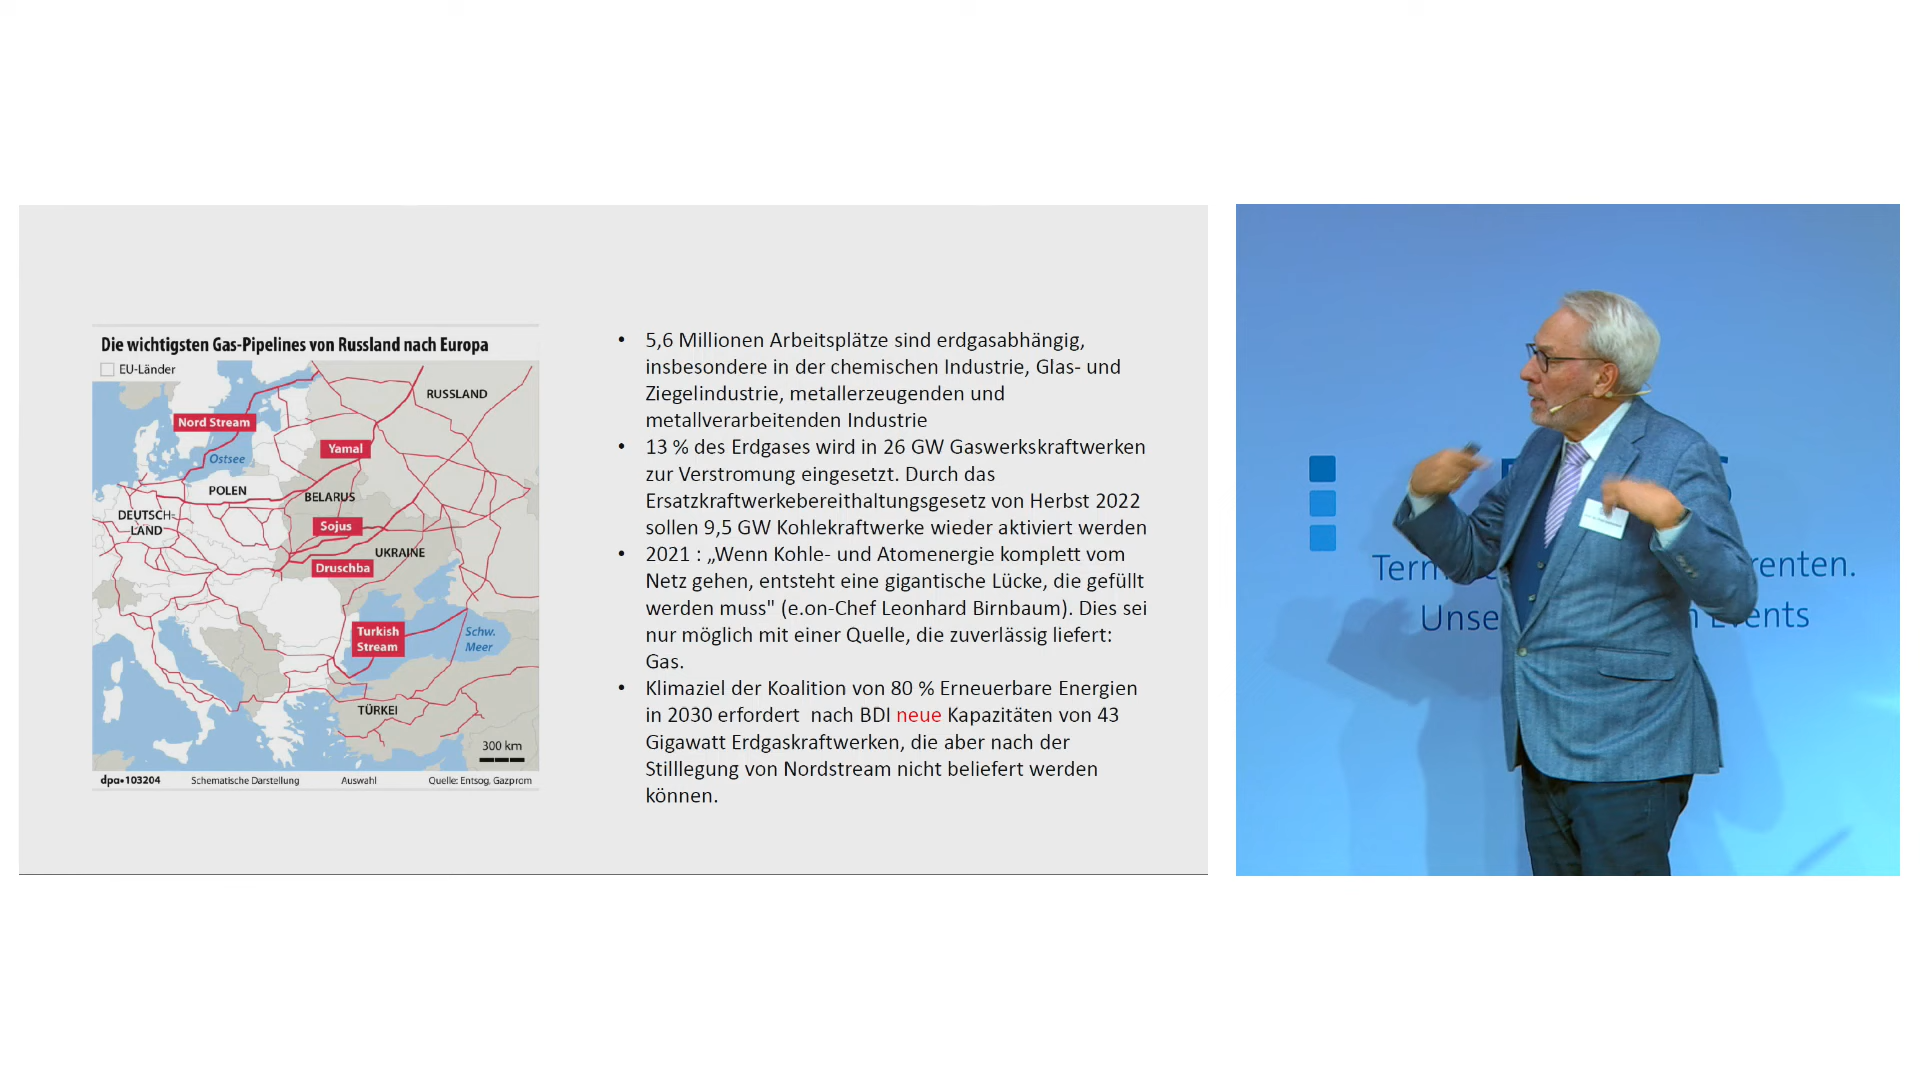 Die wichtigsten Gas-Pipelines von Russland nach Europa
EU-Länder
RUSSLAND
Nord Stream
Yamal
Ostsee
POLEN
BELARUS
DEUTSCH-
LAND
Sojus
UKRAINE
Druschba
Turkish
Stream
Schw.
Meer
TÜRKEI
300 km
dpa•103204 Schematische Darstellung Auswahl Quelle: Entsog, Gazprom
• 5,6 Millionen Arbeitsplätze sind erdgasabhängig,
insbesondere in der chemischen Industrie, Glas- und
Ziegelindustrie, metallerzeugenden und
metallverarbeitenden Industrie
• 13 % des Erdgases wird in 26 GW Gaswerkskraftwerken
zur Verstromung eingesetzt. Durch das
Ersatzkraftwerkebereithaltungsgesetz von Herbst 2022
sollen 9,5 GW Kohlekraftwerke wieder aktiviert werden
• 2021 : „Wenn Kohle- und Atomenergie komplett vom
Netz gehen, entsteht eine gigantische Lücke, die gefüllt
werden muss" (e.on-Chef Leonhard Birnbaum). Dies sei
nur möglich mit einer Quelle, die zuverlässig liefert:
Gas.
• Klimaziel der Koalition von 80 % Erneuerbare Energien
in 2030 erfordert nach BDI neue Kapazitäten von 43
Gigawatt Erdgaskraftwerken, die aber nach der
Stilllegung von Nordstream nicht beliefert werden
können.
Unse
Events